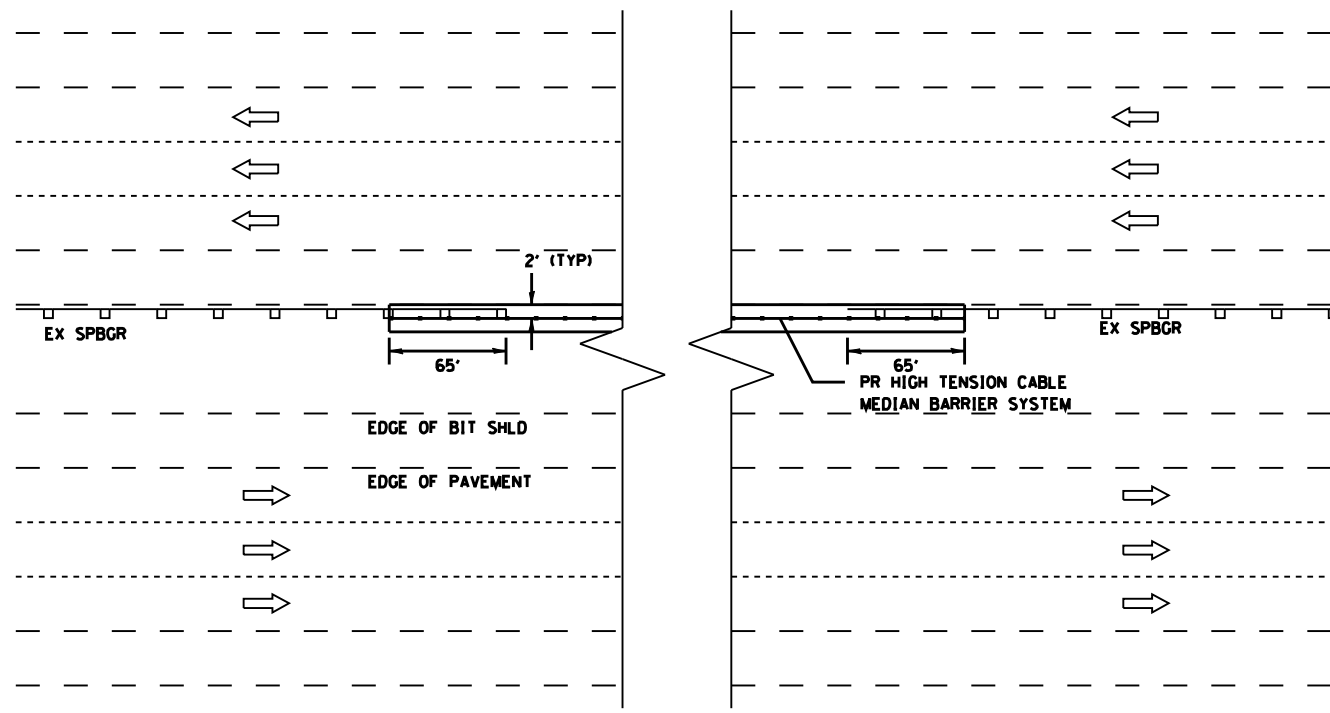 2' (TYP)
EX SPBGR
EX SPBGR
65'
65'
PR HIGH TENSION CABLE
MEDIAN BARRIER SYSTEM
EDGE OF BIT SHLD
EDGE OF PAVEMENT